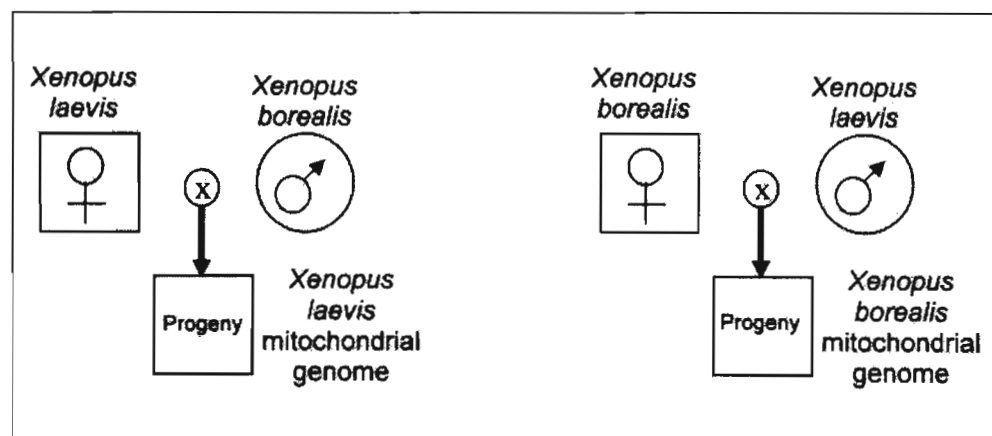 Xenopus
laevis
Xenopus
borealis
X
Progeny
Xenopus
laevis
mitochondrial
genome
Xenopus
borealis
Xenopus
laevis
X
Progeny
Xenopus
borealis
mitochondrial
genome